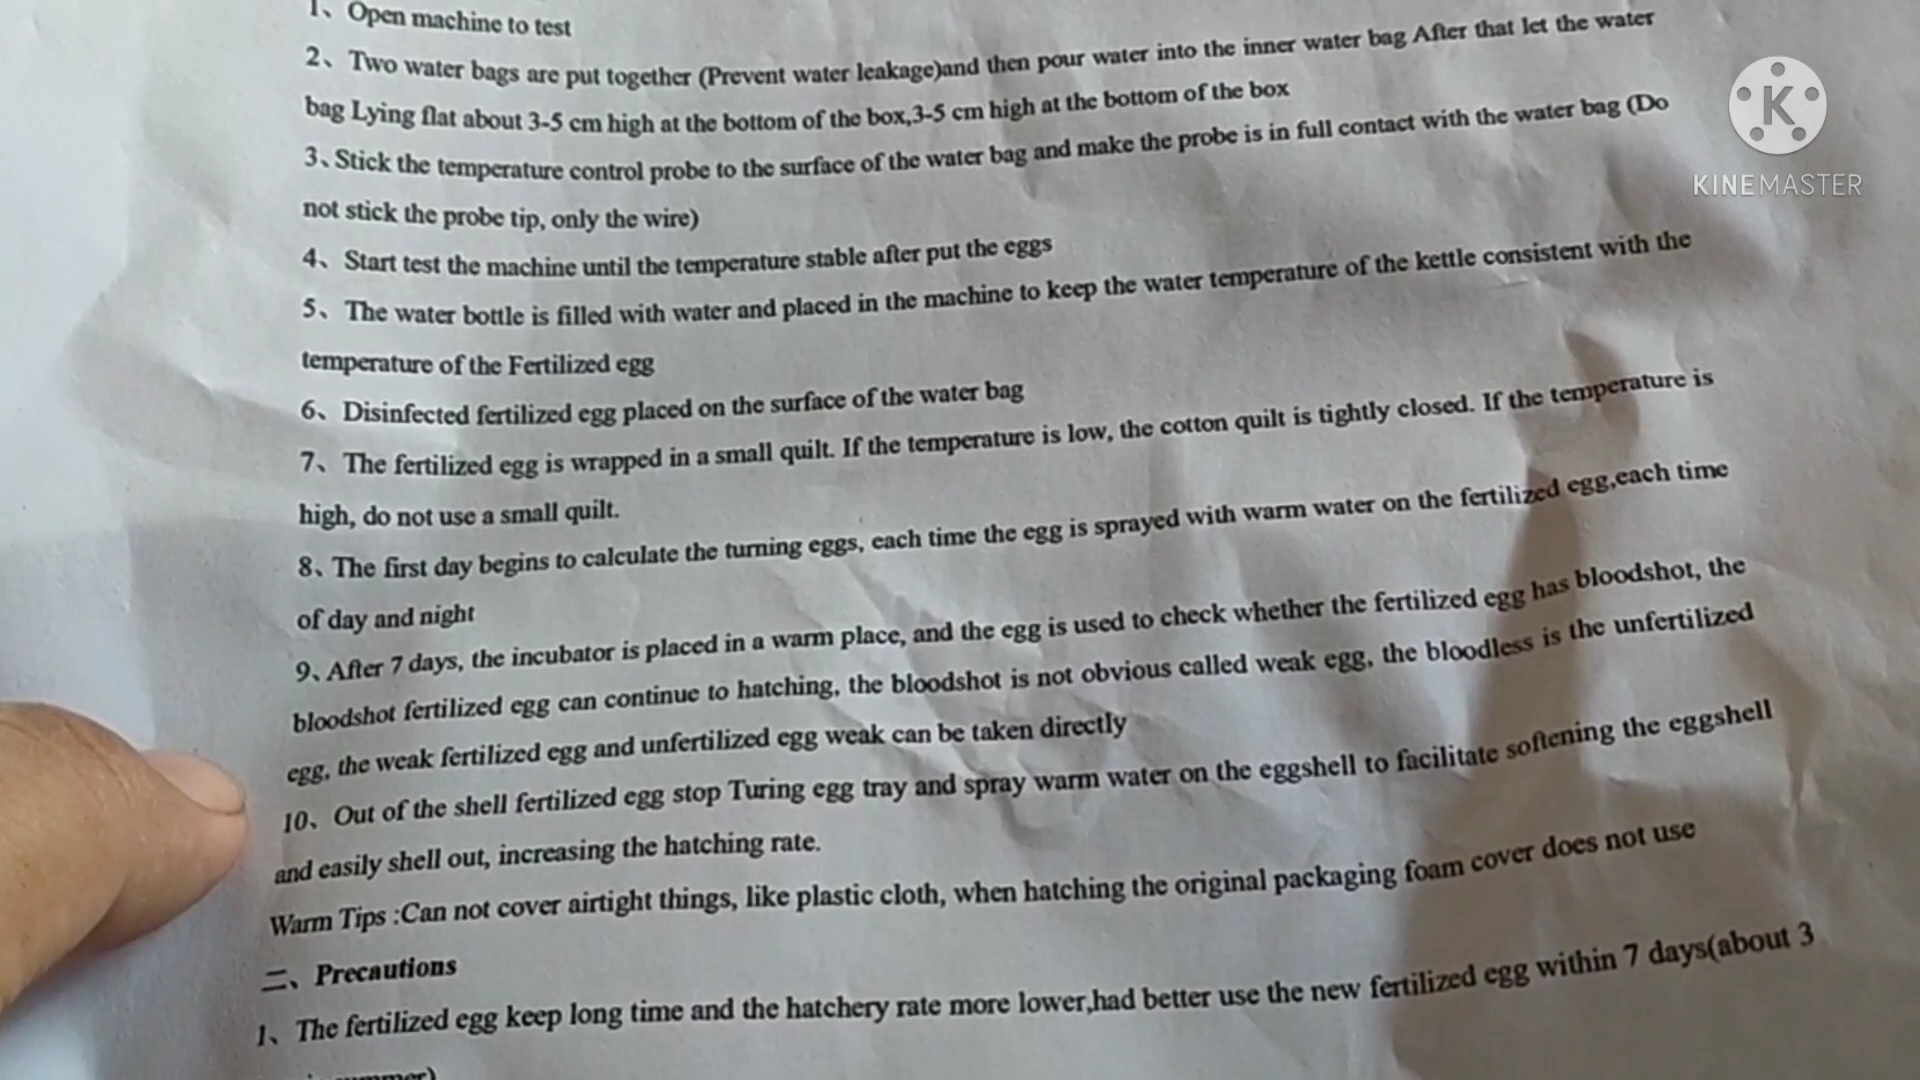 1、Open machine to test
2、Two water bags are put together (Prevent water leakage)and then pour water into the inner water bag After that let the water
bag Lying flat about 3-5 cm high at the bottom of the box,3-5 cm high at the bottom of the box
3、Stick the temperature control probe to the surface of the water bag and make the probe is in full contact with the water bag (Do
not stick the probe tip, only the wire)
4、Start test the machine until the temperature stable after put the eggs
5、The water bottle is filled with water and placed in the machine to keep the water temperature of the kettle consistent with the
temperature of the Fertilized egg
6、Disinfected fertilized egg placed on the surface of the water bag
7、The fertilized egg is wrapped in a small quilt. If the temperature is low, the cotton quilt is tightly closed. If the temperature is
high, do not use a small quilt.
8、The first day begins to calculate the turning eggs, each time the egg is sprayed with warm water on the fertilized egg,each time
of day and night
9、After 7 days, the incubator is placed in a warm place, and the egg is used to check whether the fertilized egg has bloodshot, the
bloodshot fertilized egg can continue to hatching, the bloodshot is not obvious called weak egg, the bloodless is the unfertilized
egg, the weak fertilized egg and unfertilized egg weak can be taken directly
10、Out of the shell fertilized egg stop Turing egg tray and spray warm water on the eggshell to facilitate softening the eggshell
and easily shell out, increasing the hatching rate.
Warm Tips :Can not cover airtight things, like plastic cloth, when hatching the original packaging foam cover does not use
二、Precautions
1、The fertilized egg keep long time and the hatchery rate more lower,had better use the new fertilized egg within 7 days(about 3
K
KINEMASTER